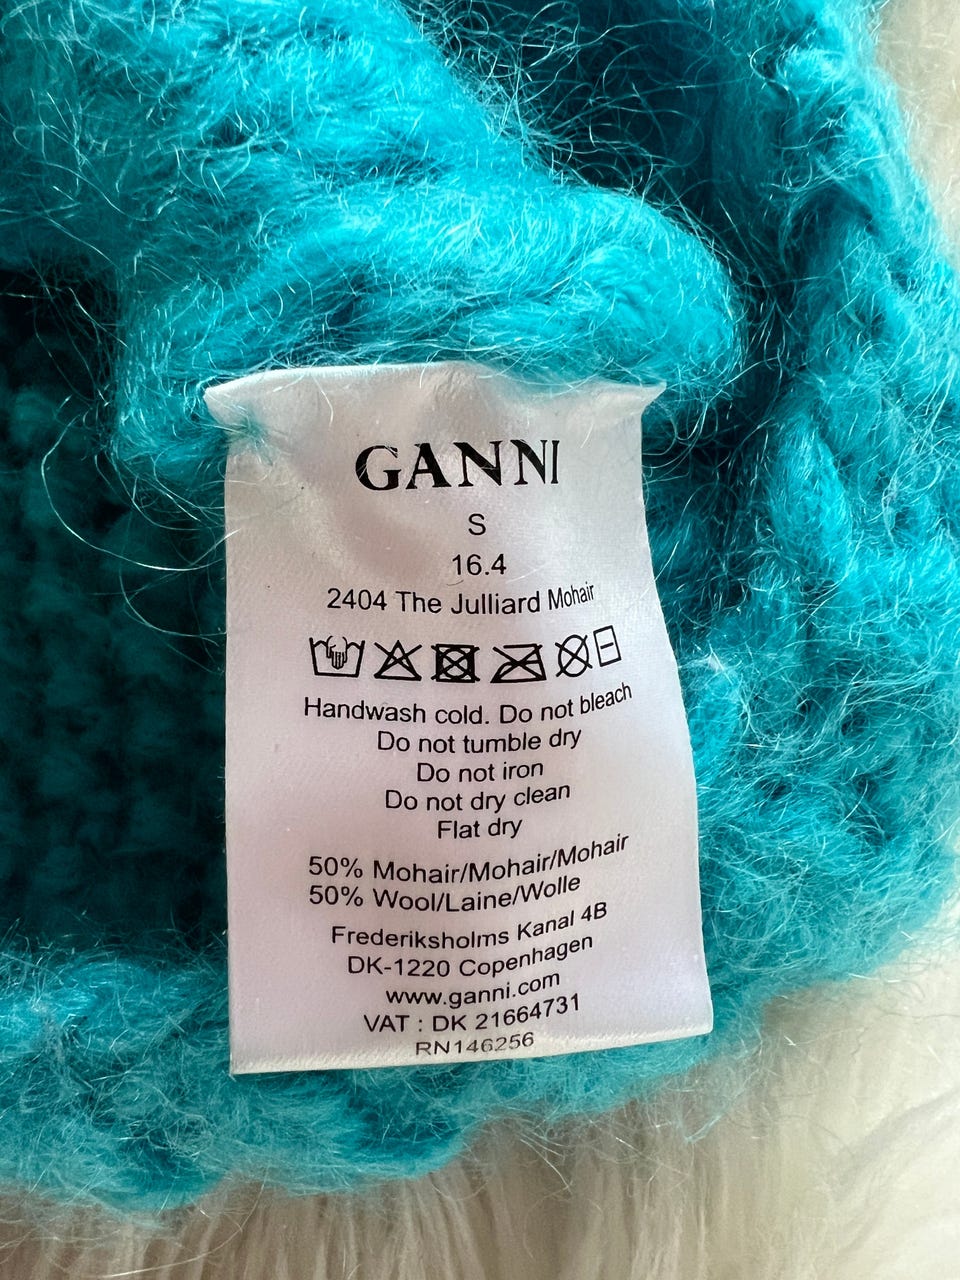 GANNI
S
16.4
2404 The Julliard Mohair
Handwash cold. Do not bleach
Do not tumble dry
Do not iron
Do not dry clean
Flat dry
50% Mohair/Mohair/Mohair
50% Wool/Laine/Wolle
Frederiksholms Kanal 4B
DK-1220 Copenhagen
www.ganni.com
VAT : DK 21664731
RN146256